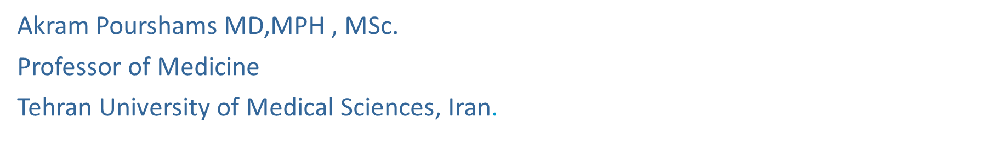 Akram Pourshams MD,MPH , MSc.
Professor of Medicine
Tehran University of Medical Sciences, Iran.